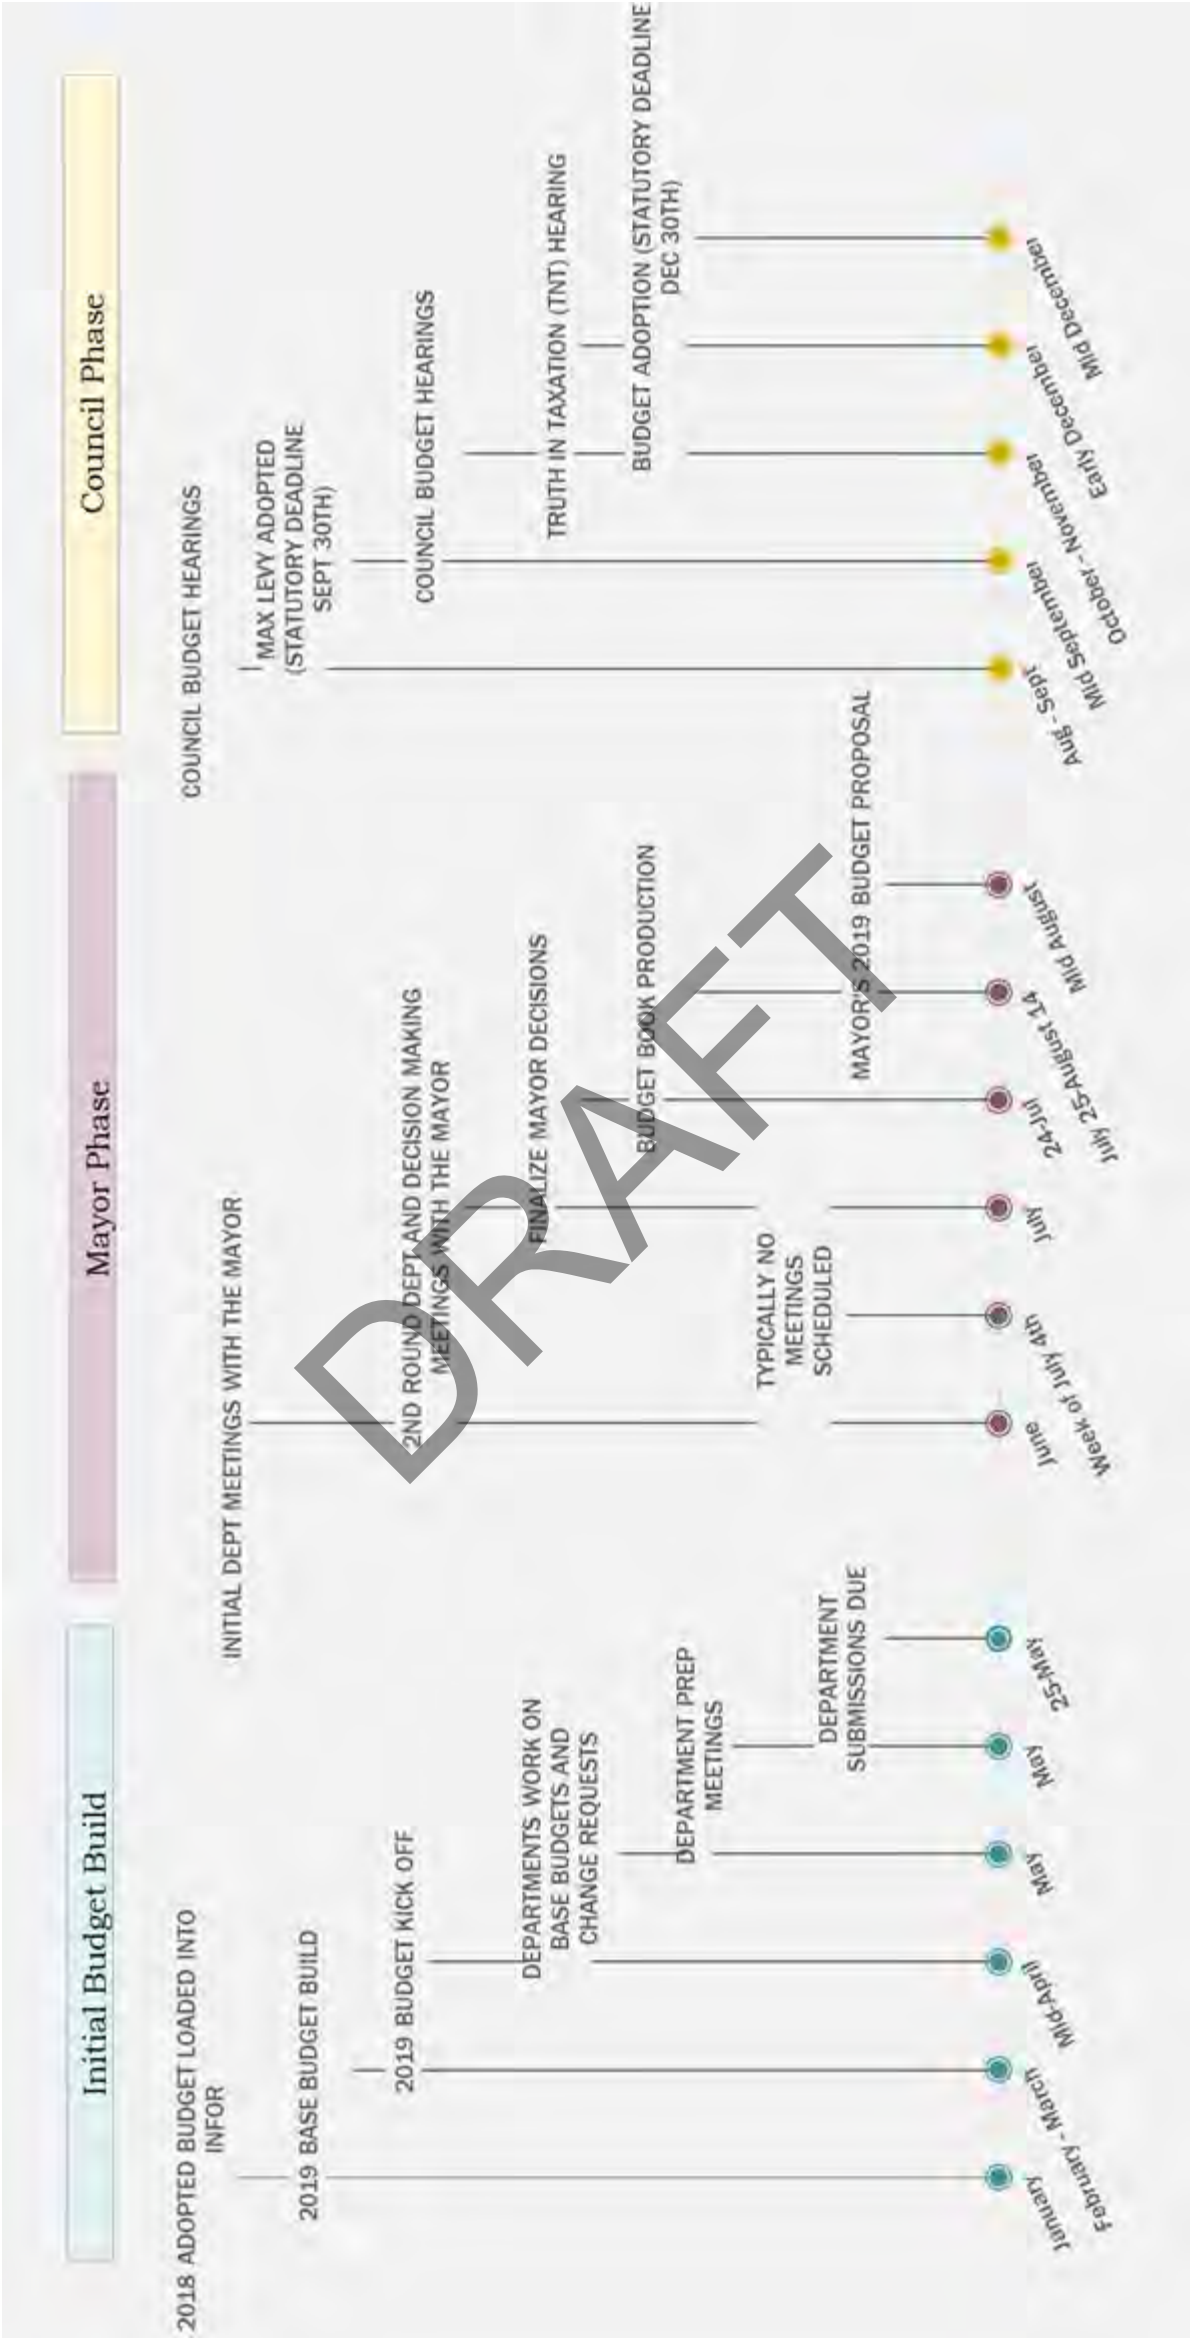 Initial Budget Build
Mayor Phase
Council Phase
2018 ADOPTED BUDGET LOADED INTO
INFOR
2019 BASE BUDGET BUILD
2019 BUDGET KICK OFF
DEPARTMENTS WORK ON
BASE BUDGETS AND
CHANGE REQUESTS
DEPARTMENT PREP
MEETINGS
DEPARTMENT
SUBMISSIONS DUE
INITIAL DEPT MEETINGS WITH THE MAYOR
TYPICALLY NO
MEETINGS
SCHEDULED
2ND ROUND DEPT AND DECISION MAKING
MEETINGS WITH THE MAYOR
FINALIZE MAYOR DECISIONS
BUDGET BOOK PRODUCTION
MAYOR'S 2019 BUDGET PROPOSAL
COUNCIL BUDGET HEARINGS
MAX LEVY ADOPTED
(STATUTORY DEADLINE
SEPT 30TH)
COUNCIL BUDGET HEARINGS
TRUTH IN TAXATION (TNT) HEARING
BUDGET ADOPTION (STATUTORY DEADLINE
DEC 30TH)
January
February - March
Mid-April
May
May
25-May
June
Week of July 4th
July
24-Jul
July 25-August 14
Mid August
Aug - Sept
Mid September
October - November
Early December
Mid December
DRAFT